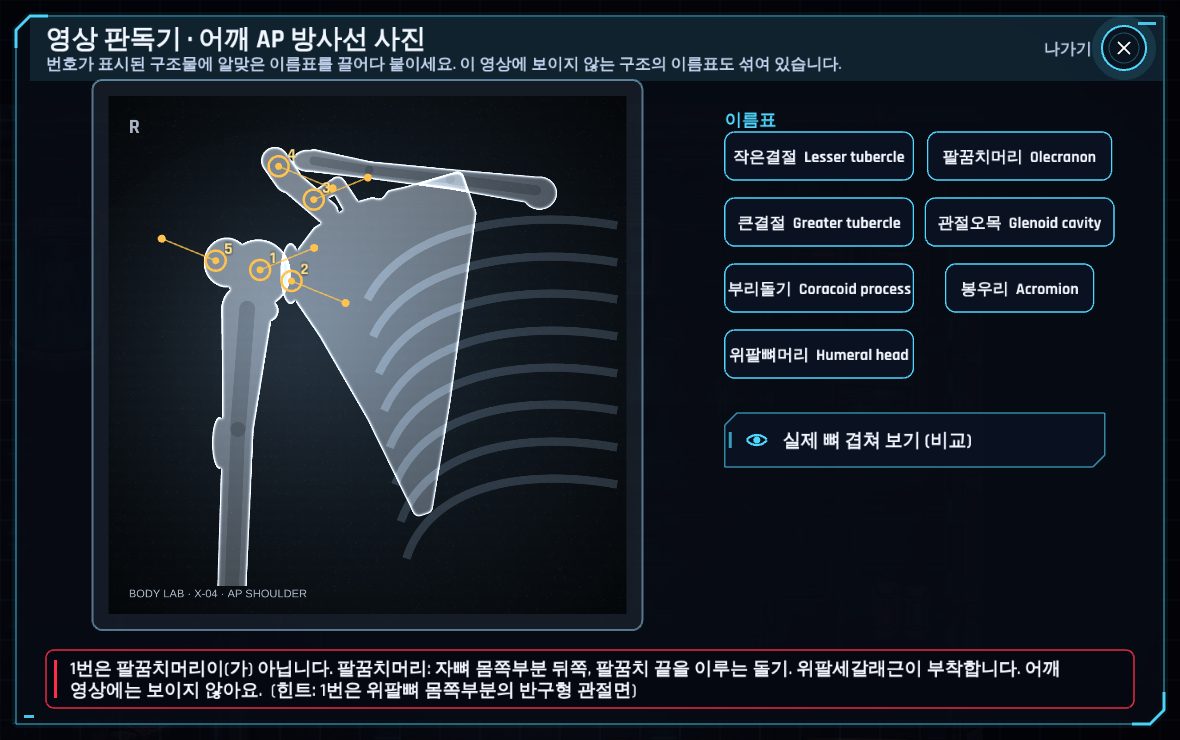 영상 판독기 · 어깨 AP 방사선 사진
번호가 표시된 구조물에 알맞은 이름표를 끌어다 붙이세요. 이 영상에 보이지 않는 구조의 이름표도 섞여 있습니다.
나가기
R
4
3
5
1
2
BODY LAB · X-04 · AP SHOULDER
이름표
작은결절 Lesser tubercle
팔꿈치머리 Olecranon
큰결절 Greater tubercle
관절오목 Glenoid cavity
부리돌기 Coracoid process
봉우리 Acromion
위팔뼈머리 Humeral head
실제 뼈 겹쳐 보기 (비교)
1번은 팔꿈치머리이(가) 아닙니다. 팔꿈치머리: 자뼈 몸쪽부분 뒤쪽, 팔꿈치 끝을 이루는 돌기. 위팔세갈래근이 부착합니다. 어깨
영상에는 보이지 않아요. (힌트: 1번은 위팔뼈 몸쪽부분의 반구형 관절면)